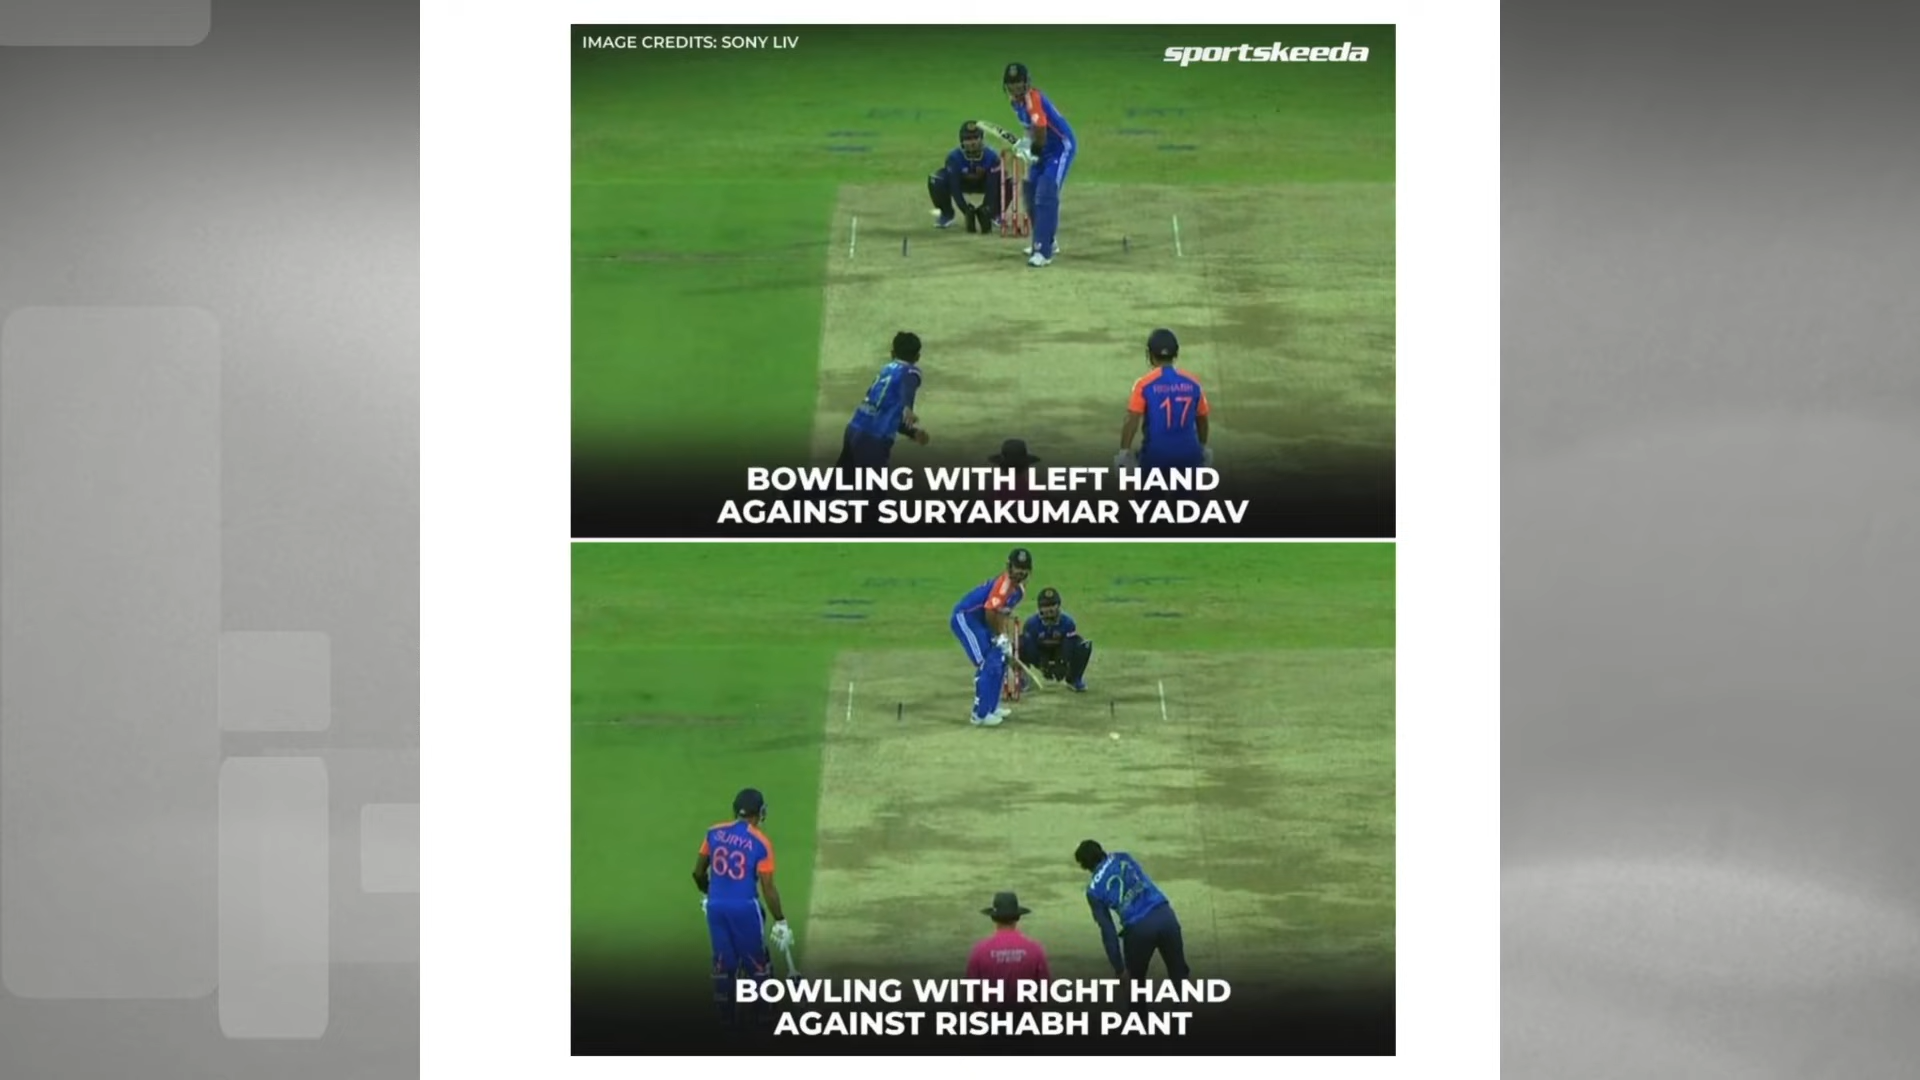 IMAGE CREDITS: SONY LIV
sportskeeda
RISHABH
17
BOWLING WITH LEFT HAND
AGAINST SURYAKUMAR YADAV
SURYA
63
BOWLING WITH RIGHT HAND
AGAINST RISHABH PANT